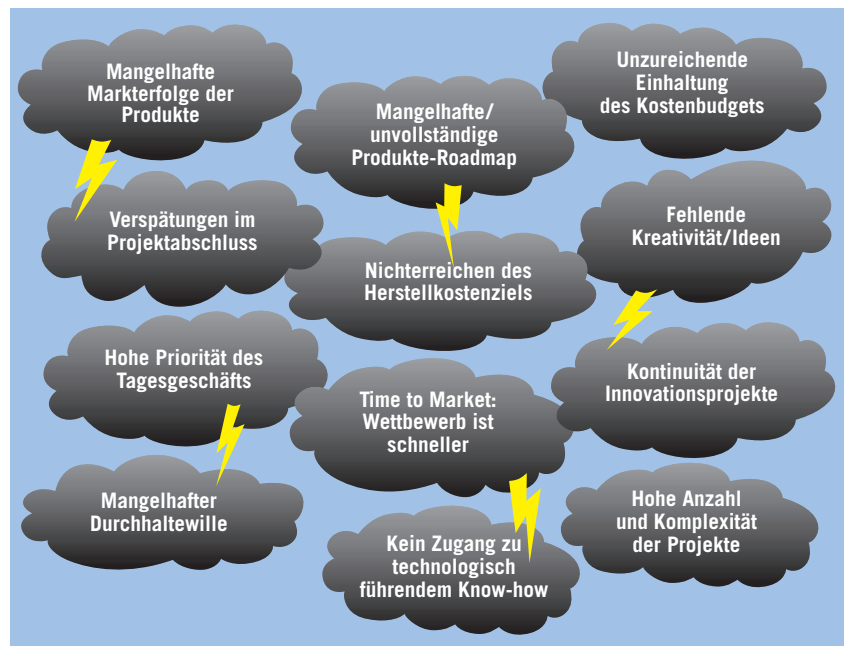 Mangelhafte
Markterfolge der
Produkte
Mangelhafte/
unvollständige
Produkte-Roadmap
Unzureichende
Einhaltung
des Kostenbudgets
Verspätungen im
Projektabschluss
Nichterreichen des
Herstellkostenziels
Fehlende
Kreativität/Ideen
Hohe Priorität des
Tagesgeschäfts
Time to Market:
Wettbewerb ist
schneller
Kontinuität der
Innovationsprojekte
Mangelhafter
Durchhaltewille
Kein Zugang zu
technologisch
führendem Know-how
Hohe Anzahl
und Komplexität
der Projekte